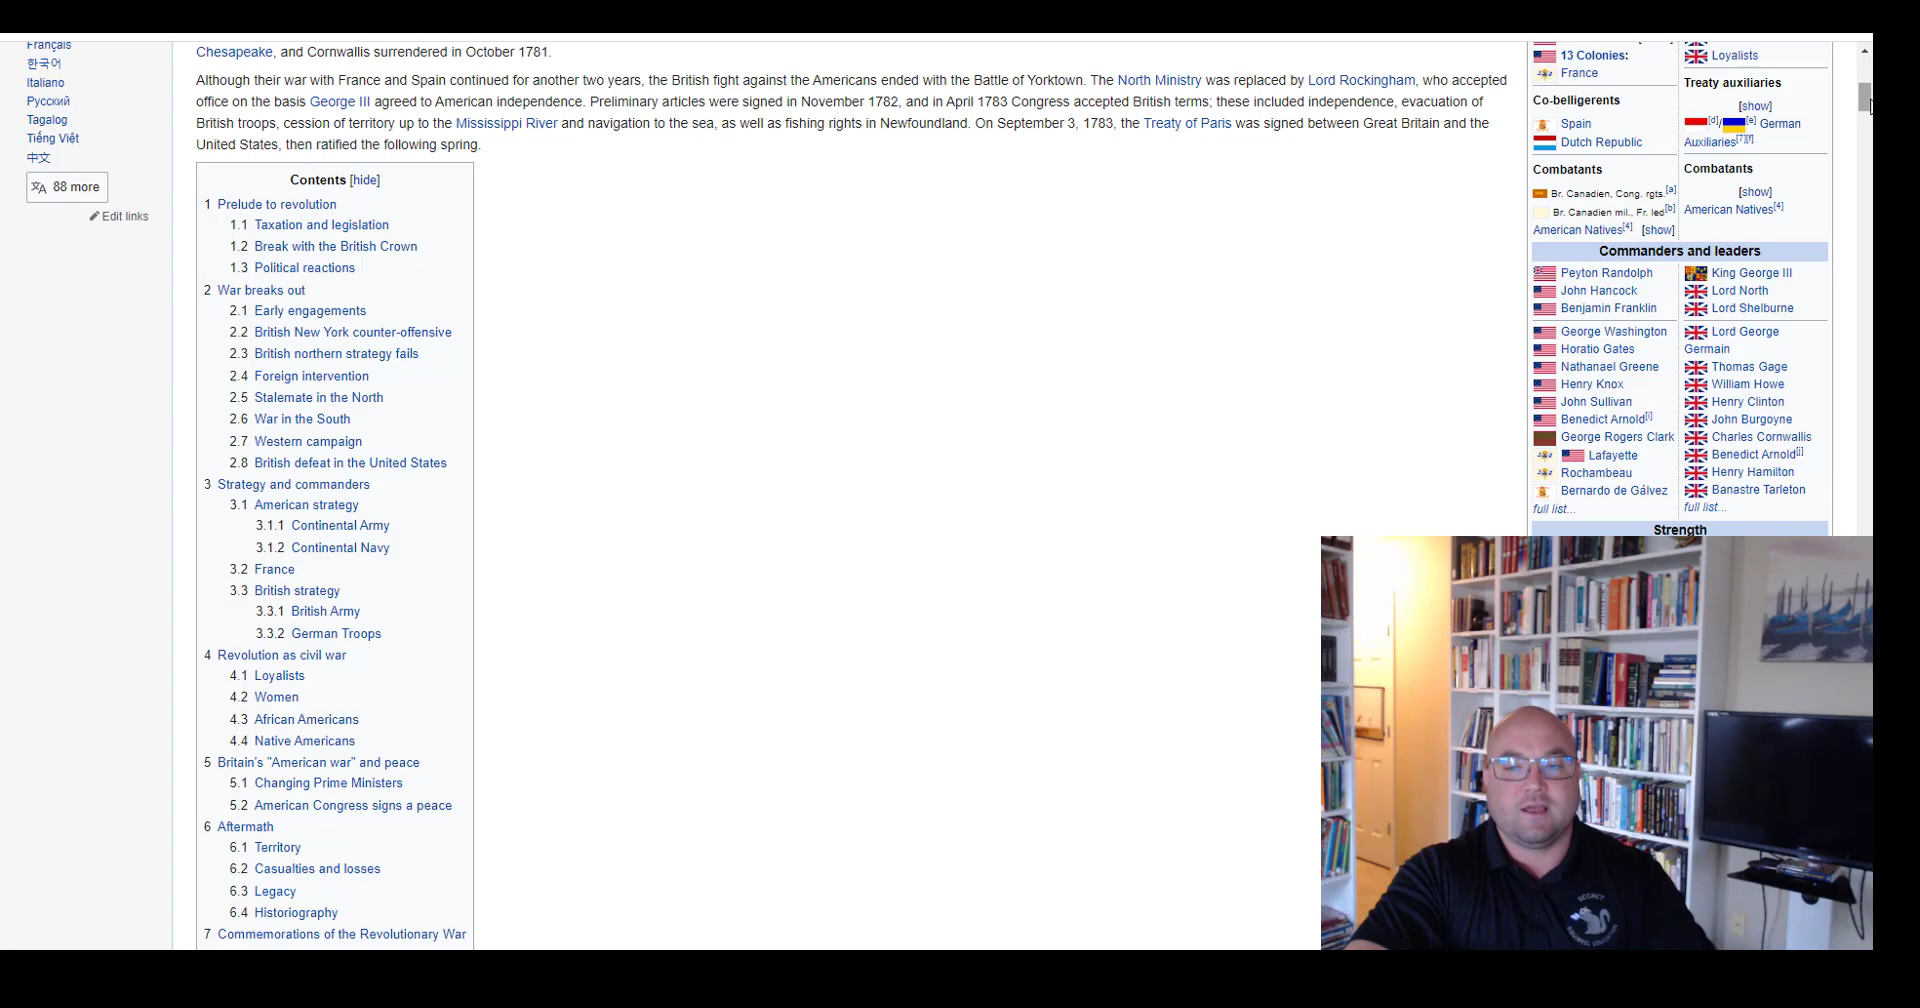 Français
한국어
Italiano
Русский
Tagalog
Tiếng Việt
中文
88 more
Edit links
Chesapeake, and Cornwallis surrendered in October 1781.
Although their war with France and Spain continued for another two years, the British fight against the Americans ended with the Battle of Yorktown. The North Ministry was replaced by Lord Rockingham, who accepted
office on the basis George III agreed to American independence. Preliminary articles were signed in November 1782, and in April 1783 Congress accepted British terms; these included independence, evacuation of
British troops, cession of territory up to the Mississippi River and navigation to the sea, as well as fishing rights in Newfoundland. On September 3, 1783, the Treaty of Paris was signed between Great Britain and the
United States, then ratified the following spring.
Contents [hide]
1 Prelude to revolution
1.1 Taxation and legislation
1.2 Break with the British Crown
1.3 Political reactions
2 War breaks out
2.1 Early engagements
2.2 British New York counter-offensive
2.3 British northern strategy fails
2.4 Foreign intervention
2.5 Stalemate in the North
2.6 War in the South
2.7 Western campaign
2.8 British defeat in the United States
3 Strategy and commanders
3.1 American strategy
3.1.1 Continental Army
3.1.2 Continental Navy
3.2 France
3.3 British strategy
3.3.1 British Army
3.3.2 German Troops
4 Revolution as civil war
4.1 Loyalists
4.2 Women
4.3 African Americans
4.4 Native Americans
5 Britain's "American war" and peace
5.1 Changing Prime Ministers
5.2 American Congress signs a peace
6 Aftermath
6.1 Territory
6.2 Casualties and losses
6.3 Legacy
6.4 Historiography
7 Commemorations of the Revolutionary War
13 Colonies:
France
Co-belligerents
Spain
Dutch Republic
Combatants
Br. Canadien, Cong. rgts.[a]
Br. Canadien mil., Fr. led[b]
American Natives[4] [show]
Loyalists
Treaty auxiliaries
[show]
[d]/[e] German
Auxiliaries[7][f]
Combatants
[show]
American Natives[4]
Commanders and leaders
Peyton Randolph
John Hancock
Benjamin Franklin
George Washington
Horatio Gates
Nathanael Greene
Henry Knox
John Sullivan
Benedict Arnold[i]
George Rogers Clark
Lafayette
Rochambeau
Bernardo de Gálvez
full list...
King George III
Lord North
Lord Shelburne
Lord George
Germain
Thomas Gage
William Howe
Henry Clinton
John Burgoyne
Charles Cornwallis
Benedict Arnold[j]
Henry Hamilton
Banastre Tarleton
full list...
Strength
SECRET